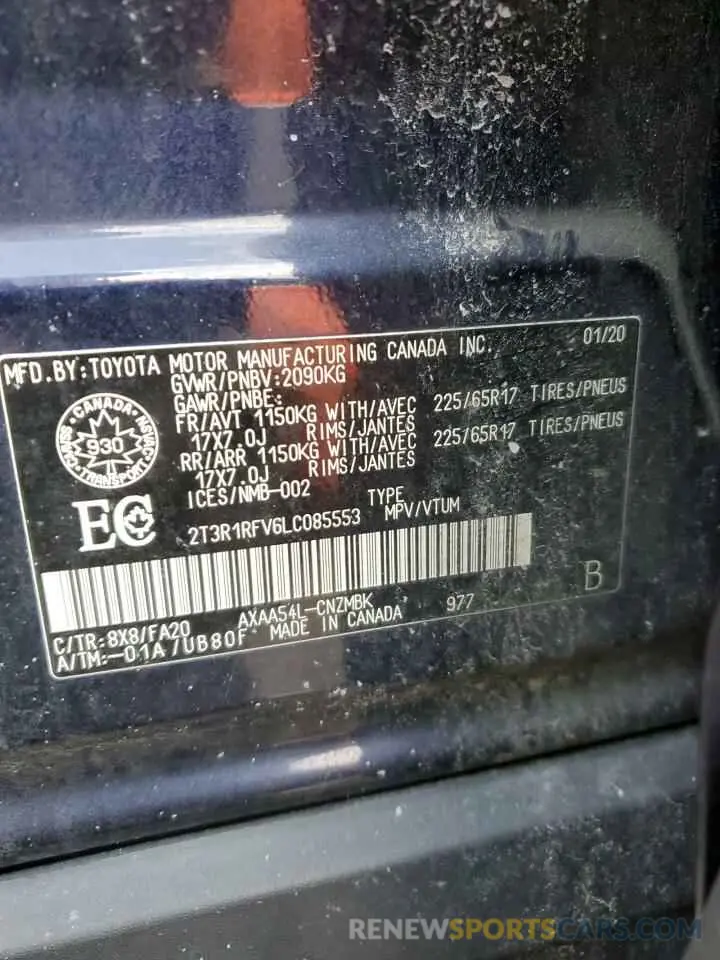 MFD.BY:TOYOTA MOTOR MANUFACTURING CANADA INC. 01/20
GVWR/PNBV:2090KG
GAWR/PNBE:
FR/AVT 1150KG WITH/AVEC 225/65R17 TIRES/PNEUS
17X7.0J RIMS/JANTES
RR/ARR 1150KG WITH/AVEC 225/65R17 TIRES/PNEUS
17X7.0J RIMS/JANTES
ICES/NMB-002
CANADA
930
TRANSPORT
EC
2T3R1RFV6LC085553 TYPE
MPV/VTUM
B
C/TR:8X8/FA20 AXAA54L-CNZMBK 977
A/TM:-01A/UB80F MADE IN CANADA
RENEWSPORTSCARS.COM